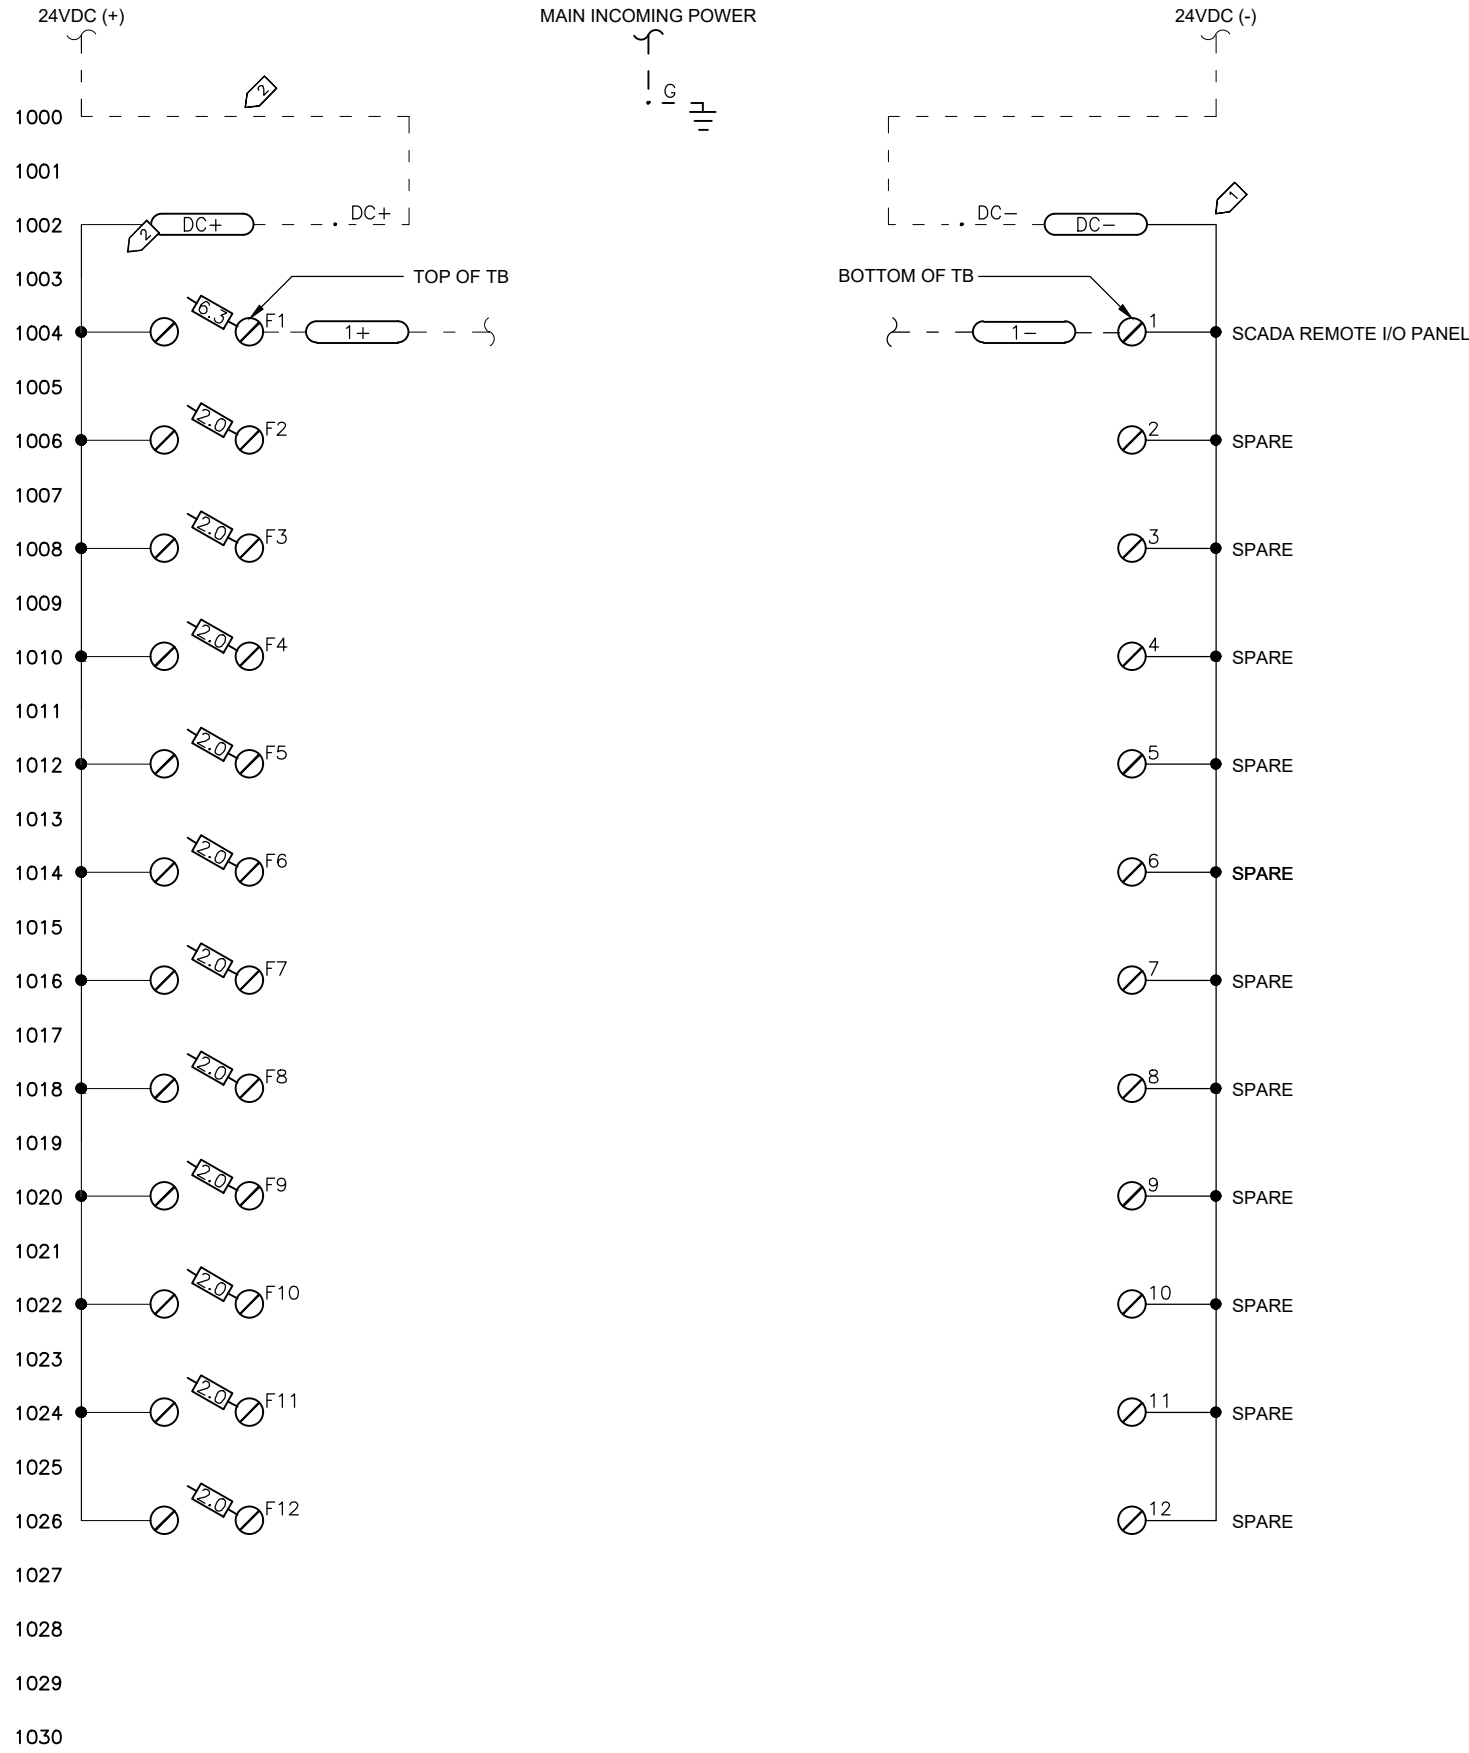 24VDC (+) MAIN INCOMING POWER 24VDC (-)
2 G
1000
1001
1 
1002 DC+ DC+ DC- DC-
2
1003 TOP OF TB BOTTOM OF TB
1004 6.3 F1 1+ 1- 1 SCADA REMOTE I/O PANEL
1005
1006 2.0 F2 2 SPARE
1007
1008 2.0 F3 3 SPARE
1009
1010 2.0 F4 4 SPARE
1011
1012 2.0 F5 5 SPARE
1013
1014 2.0 F6 6 SPARE
1015
1016 2.0 F7 7 SPARE
1017
1018 2.0 F8 8 SPARE
1019
1020 2.0 F9 9 SPARE
1021
1022 2.0 F10 10 SPARE
1023
1024 2.0 F11 11 SPARE
1025
1026 2.0 F12 12 SPARE
1027
1028
1029
1030